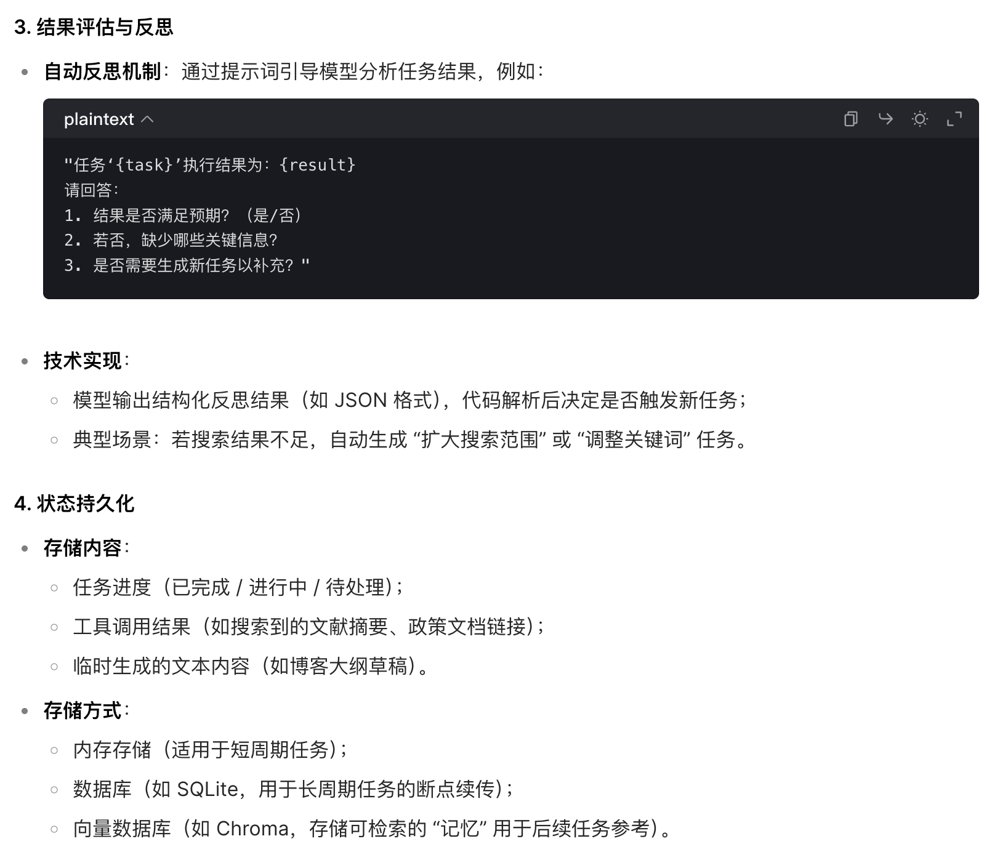 3. 结果评估与反思
自动反思机制：通过提示词引导模型分析任务结果，例如：
plaintext
"任务‘{task}’执行结果为：{result}
请回答：
1. 结果是否满足预期？（是/否）
2. 若否，缺少哪些关键信息？
3. 是否需要生成新任务以补充？"
技术实现：
模型输出结构化反思结果（如 JSON 格式），代码解析后决定是否触发新任务；
典型场景：若搜索结果不足，自动生成 “扩大搜索范围” 或 “调整关键词” 任务。
4. 状态持久化
存储内容：
任务进度（已完成 / 进行中 / 待处理）；
工具调用结果（如搜索到的文献摘要、政策文档链接）；
临时生成的文本内容（如博客大纲草稿）。
存储方式：
内存存储（适用于短周期任务）；
数据库（如 SQLite，用于长周期任务的断点续传）；
向量数据库（如 Chroma，存储可检索的 “记忆” 用于后续任务参考）。